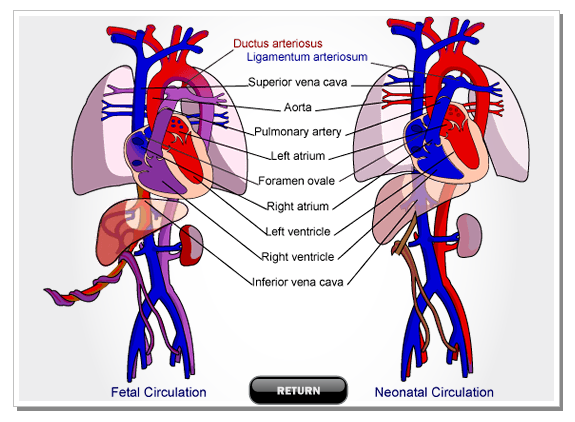 Ductus arteriosus
Ligamentum arteriosum
Superior vena cava
Aorta
Pulmonary artery
Left atrium
Foramen ovale
Right atrium
Left ventricle
Right ventricle
Inferior vena cava
Fetal Circulation
RETURN
Neonatal Circulation